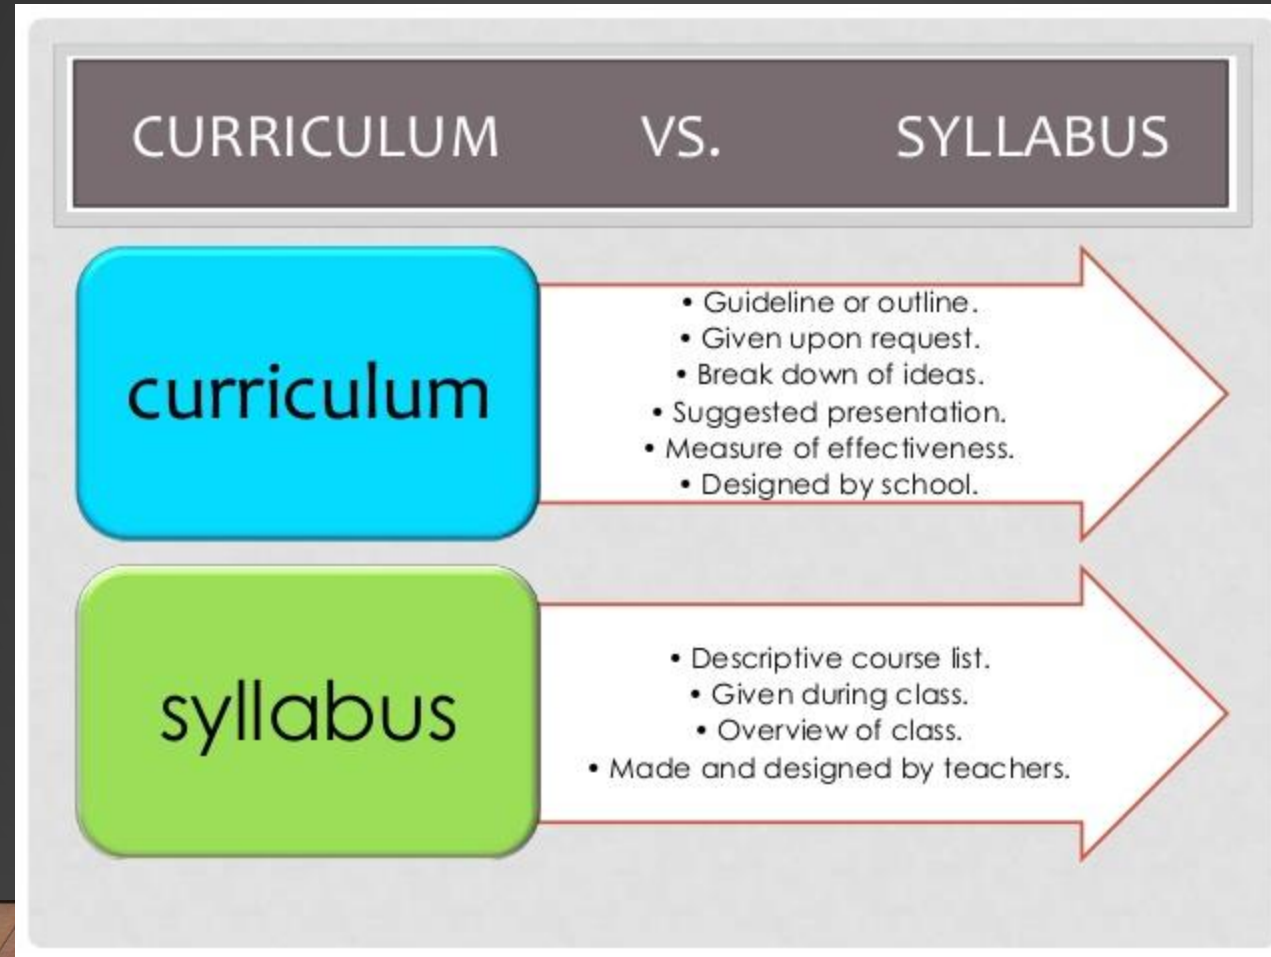 CURRICULUM VS. SYLLABUS
curriculum
• Guideline or outline.
• Given upon request.
• Break down of ideas.
• Suggested presentation.
• Measure of effectiveness.
• Designed by school.
syllabus
• Descriptive course list.
• Given during class.
• Overview of class.
• Made and designed by teachers.